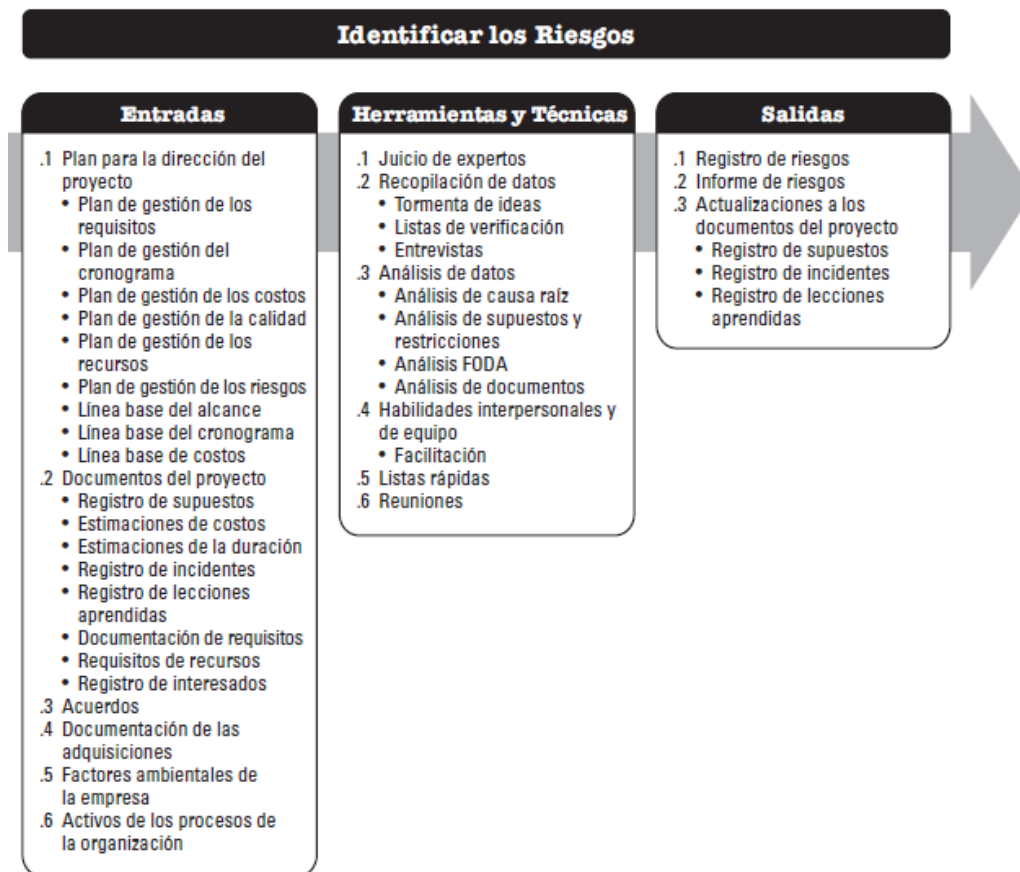 Identificar los Riesgos
Entradas
.1 Plan para la dirección del
proyecto
• Plan de gestión de los
requisitos
• Plan de gestión del
cronograma
• Plan de gestión de los costos
• Plan de gestión de la calidad
• Plan de gestión de los
recursos
• Plan de gestión de los riesgos
• Línea base del alcance
• Línea base del cronograma
• Línea base de costos
.2 Documentos del proyecto
• Registro de supuestos
• Estimaciones de costos
• Estimaciones de la duración
• Registro de incidentes
• Registro de lecciones
aprendidas
• Documentación de requisitos
• Requisitos de recursos
• Registro de interesados
.3 Acuerdos
.4 Documentación de las
adquisiciones
.5 Factores ambientales de
la empresa
.6 Activos de los procesos de
la organización
Herramientas y Técnicas
.1 Juicio de expertos
.2 Recopilación de datos
• Tormenta de ideas
• Listas de verificación
• Entrevistas
.3 Análisis de datos
• Análisis de causa raíz
• Análisis de supuestos y
restricciones
• Análisis FODA
• Análisis de documentos
.4 Habilidades interpersonales y
de equipo
• Facilitación
.5 Listas rápidas
.6 Reuniones
Salidas
.1 Registro de riesgos
.2 Informe de riesgos
.3 Actualizaciones a los
documentos del proyecto
• Registro de supuestos
• Registro de incidentes
• Registro de lecciones
aprendidas